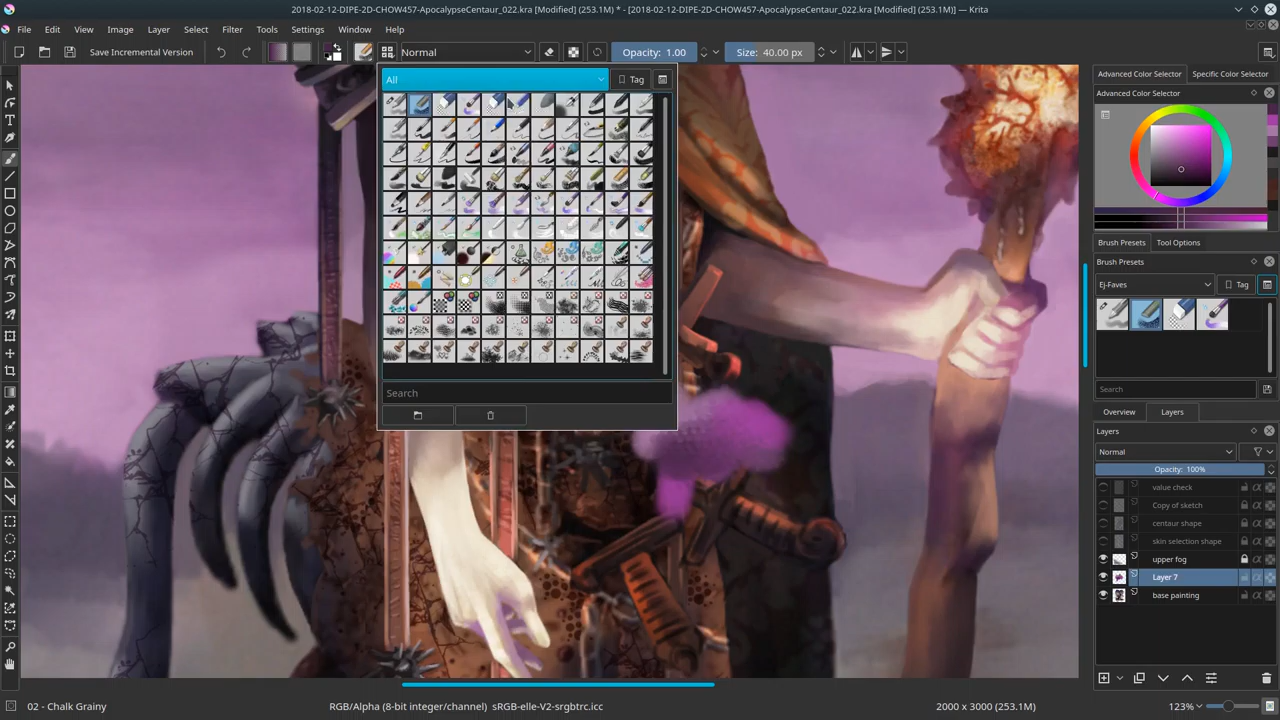 2018-02-12-DIPE-2D-CHOW457-ApocalypseCentaur_022.kra [Modified] (253.1M) * - [2018-02-12-DIPE-2D-CHOW457-ApocalypseCentaur_022.kra [Modified] (253.1M)] — Krita
File Edit View Image Layer Select Filter Tools Settings Window Help
Save Incremental Version Normal Opacity: 1.00 Size: 40.00 px
All Tag
Search
Advanced Color Selector Specific Color Selector
Advanced Color Selector
Brush Presets Tool Options
Brush Presets
Ej-Faves Tag
Search
Overview Layers
Layers
Normal
Opacity: 100%
value check
Copy of sketch
centaur shape
skin selection shape
upper fog
Layer 7
base painting
02 - Chalk Grainy RGB/Alpha (8-bit integer/channel) sRGB-elle-V2-srgbtrc.icc 2000 x 3000 (253.1M) 123%